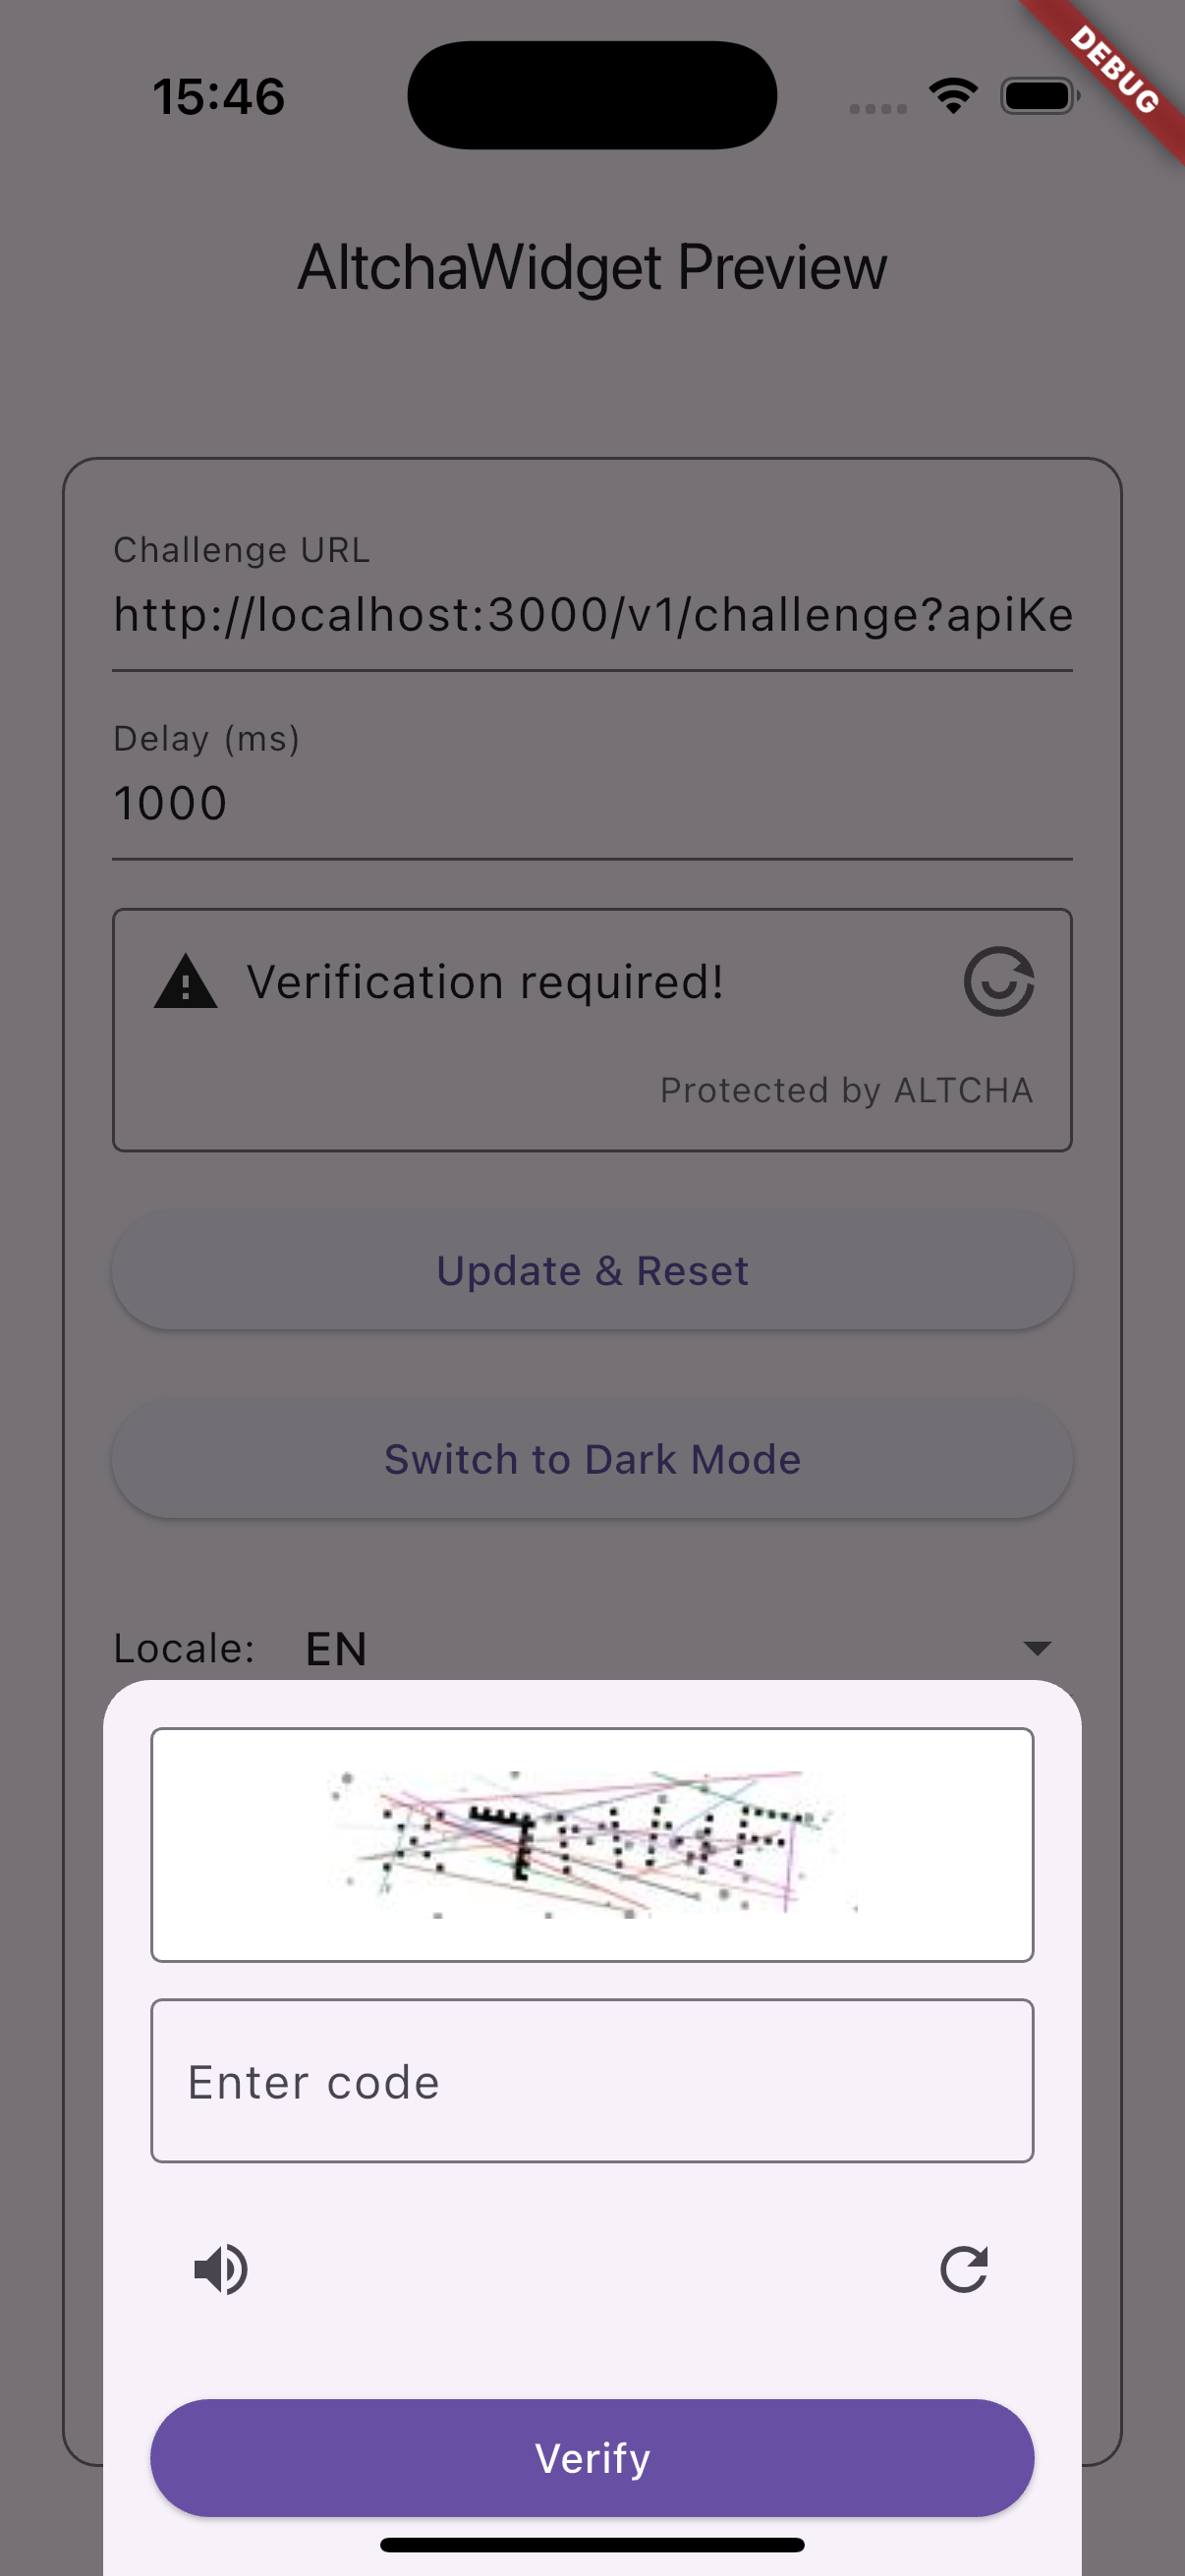 15:46
DEBUG
AltchaWidget Preview
Challenge URL
http://localhost:3000/v1/challenge?apiKe
Delay (ms)
1000
Verification required!
Protected by ALTCHA
Update & Reset
Switch to Dark Mode
Locale: EN
Enter code
Verify